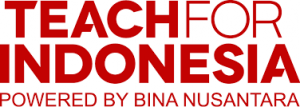 TEACH FOR
INDONESIA
POWERED BY BINA NUSANTARA